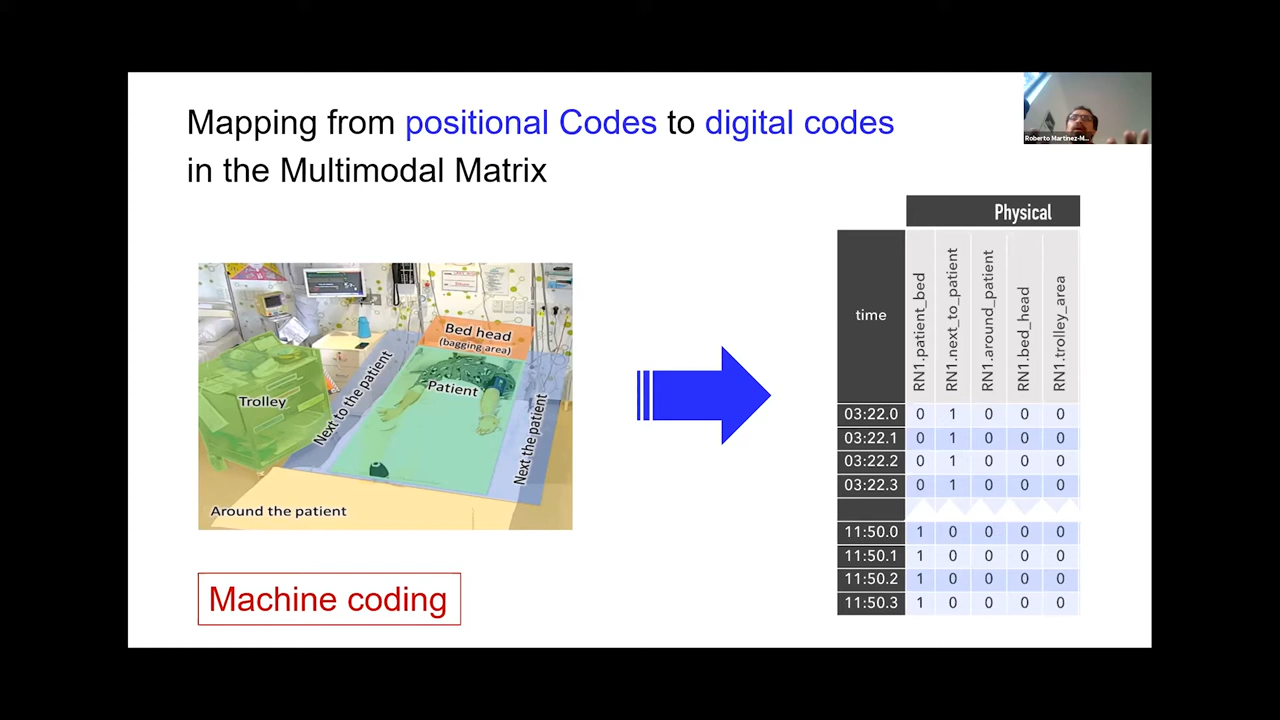 Mapping from positional Codes to digital codes
in the Multimodal Matrix
Roberto Martinez-M...
Physical
time
RN1.patient_bed
RN1.next_to_patient
RN1.around_patient
RN1.bed_head
RN1.trolley_area
03:22.0 0 1 0 0 0
03:22.1 0 1 0 0 0
03:22.2 0 1 0 0 0
03:22.3 0 1 0 0 0
11:50.0 1 0 0 0 0
11:50.1 1 0 0 0 0
11:50.2 1 0 0 0 0
11:50.3 1 0 0 0 0
Bed head
(bagging area)
Patient
Trolley
Next to the patient
Next the patient
Around the patient
Machine coding